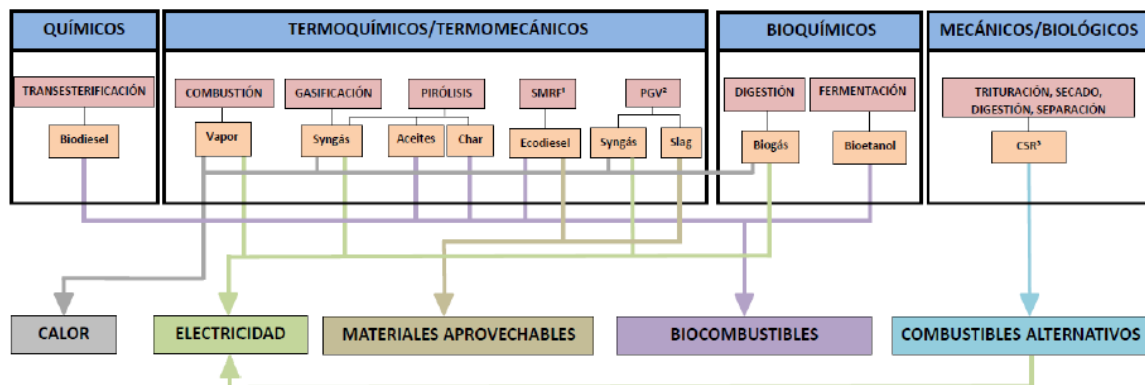 QUÍMICOS
TERMOQUÍMICOS/TERMOMECÁNICOS
BIOQUÍMICOS
MECÁNICOS/BIOLÓGICOS
TRANSESTERIFICACIÓN
COMBUSTIÓN
GASIFICACIÓN
PIRÓLISIS
SMRF¹
PGV²
DIGESTIÓN
FERMENTACIÓN
TRITURACIÓN, SECADO,
DIGESTIÓN, SEPARACIÓN
Biodiesel
Vapor
Syngás
Aceites
Char
Ecodiesel
Syngás
Slag
Biogás
Bioetanol
CSR³
CALOR
ELECTRICIDAD
MATERIALES APROVECHABLES
BIOCOMBUSTIBLES
COMBUSTIBLES ALTERNATIVOS